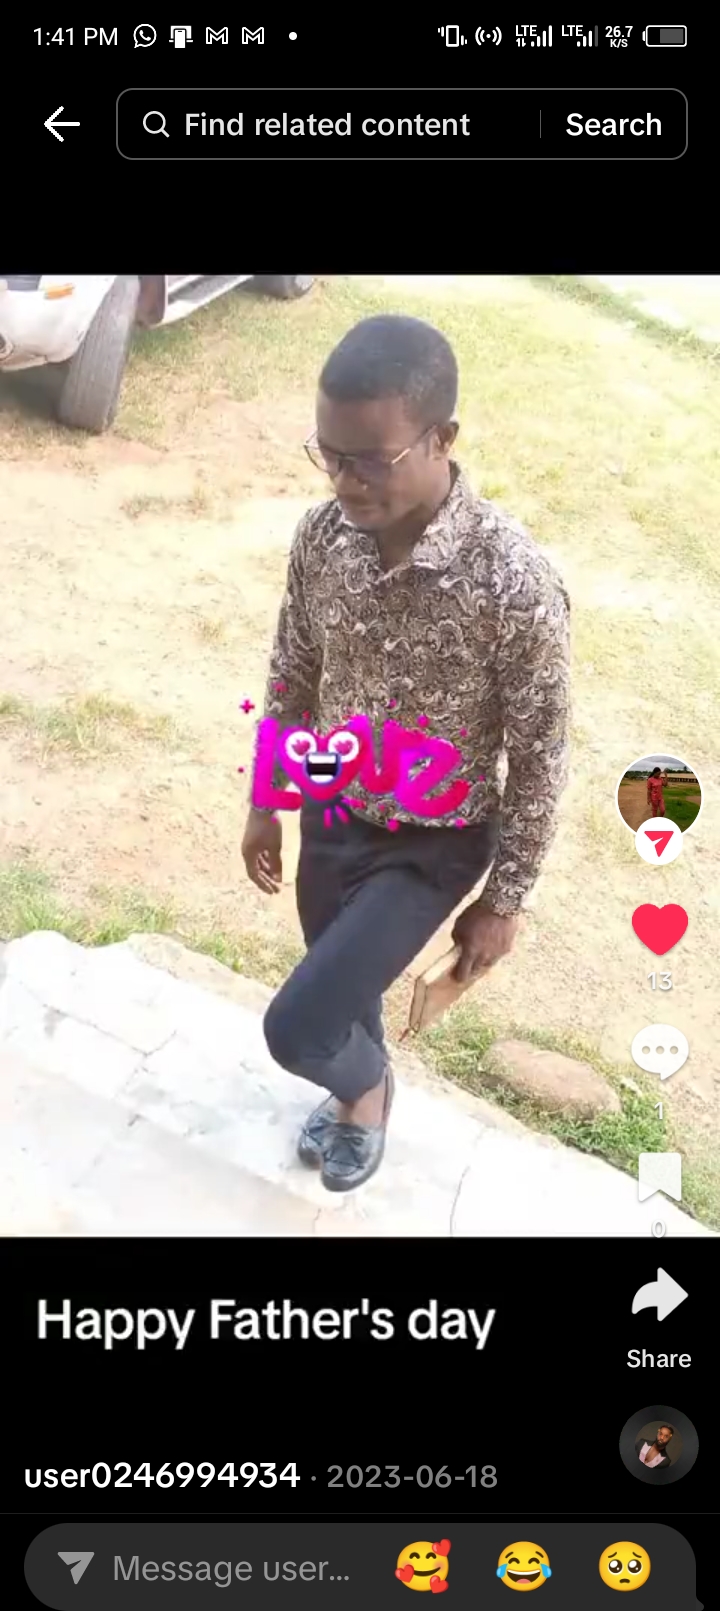 1:41 PM
LTE LTE 26.7 K/S
Find related content
Search
LOVE
13
1
0
Happy Father's day
Share
user0246994934 · 2023-06-18
Message user...